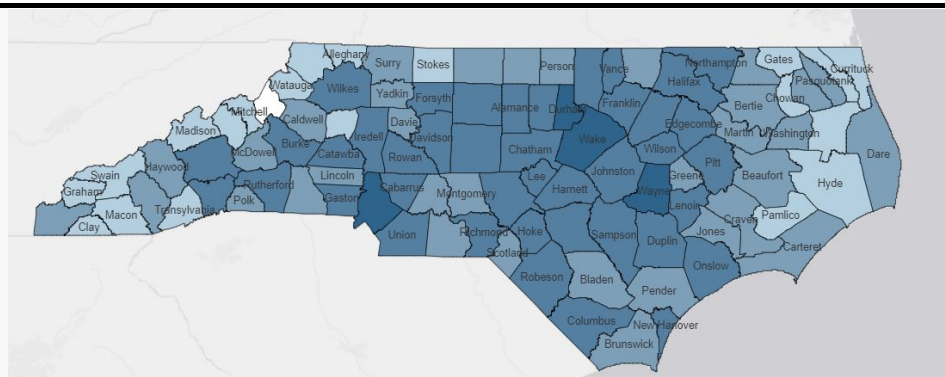 Alleghany
Surry
Stokes
Person
Vance
Northampton
Gates
Currituck
Watauga
Wilkes
Yadkin
Forsyth
Alamance
Durham
Franklin
Halifax
Bertie
Chowan
Pasquotank
Mitchell
Caldwell
Davie
Madison
Iredell
Davidson
Wake
Edgecombe
Martin
Washington
Haywood
McDowell
Burke
Catawba
Rowan
Chatham
Wilson
Pitt
Dare
Swain
Lincoln
Johnston
Greene
Beaufort
Hyde
Graham
Rutherford
Gaston
Cabarrus
Montgomery
Lee
Harnett
Wayne
Lenoir
Macon
Transylvania
Polk
Craven
Pamlico
Clay
Union
Richmond
Hoke
Sampson
Duplin
Jones
Carteret
Scotland
Robeson
Bladen
Onslow
Pender
Columbus
New Hanover
Brunswick